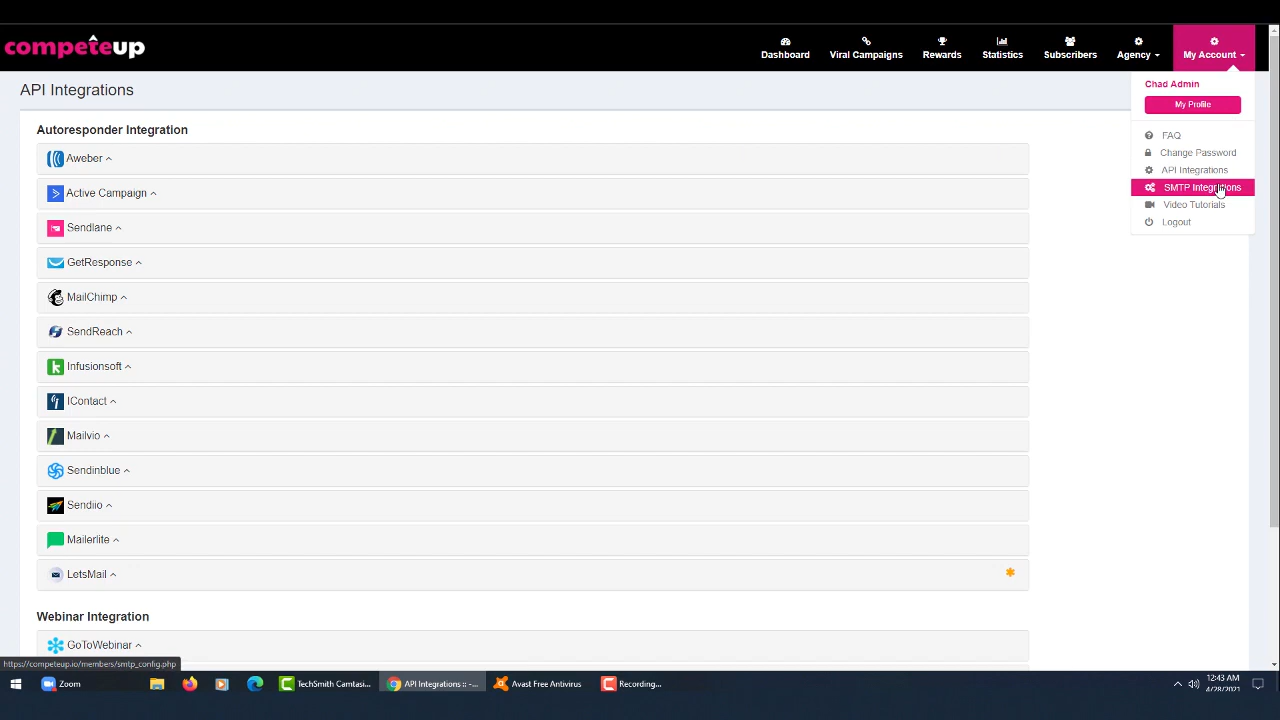 competeup
Dashboard
Viral Campaigns
Rewards
Statistics
Subscribers
Agency
My Account
API Integrations
Chad Admin
My Profile
FAQ
Change Password
API Integrations
SMTP Integrations
Video Tutorials
Logout
Autoresponder Integration
Aweber
Active Campaign
Sendlane
GetResponse
MailChimp
SendReach
Infusionsoft
IContact
Mailvio
Sendinblue
Sendiio
Mailerlite
LetsMail
Webinar Integration
GoToWebinar
https://competeup.io/members/smtp_config.php
Zoom
TechSmith Camtasi...
API Integrations :: -...
Avast Free Antivirus
Recording...
12:43 AM
4/28/2021